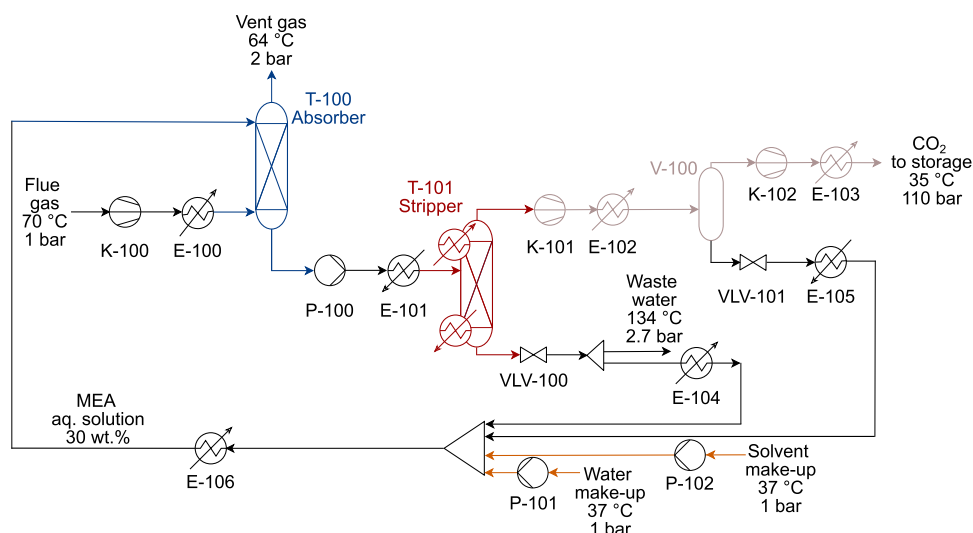 Vent gas
64 °C
2 bar
T-100
Absorber
Flue
gas
70 °C
1 bar
K-100
E-100
T-101
Stripper
P-100
E-101
K-101
E-102
V-100
K-102
E-103
CO₂
to storage
35 °C
110 bar
VLV-101
E-105
Waste
water
134 °C
2.7 bar
VLV-100
E-104
MEA
aq. solution
30 wt.%
E-106
P-101
Water
make-up
37 °C
1 bar
P-102
Solvent
make-up
37 °C
1 bar